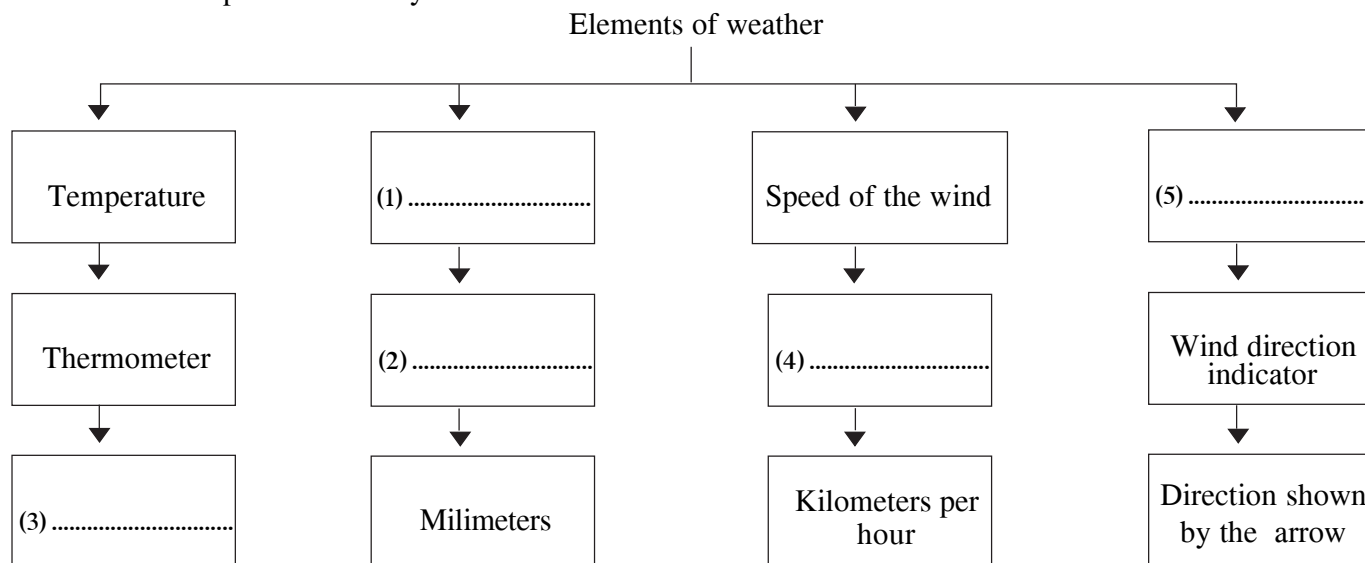 Elements of weather
Temperature
(1) ................................
Speed of the wind
(5) ...............................
Thermometer
(2) ................................
(4) ................................
Wind direction
indicator
(3) ................................
Milimeters
Kilometers per
hour
Direction shown
by the arrow